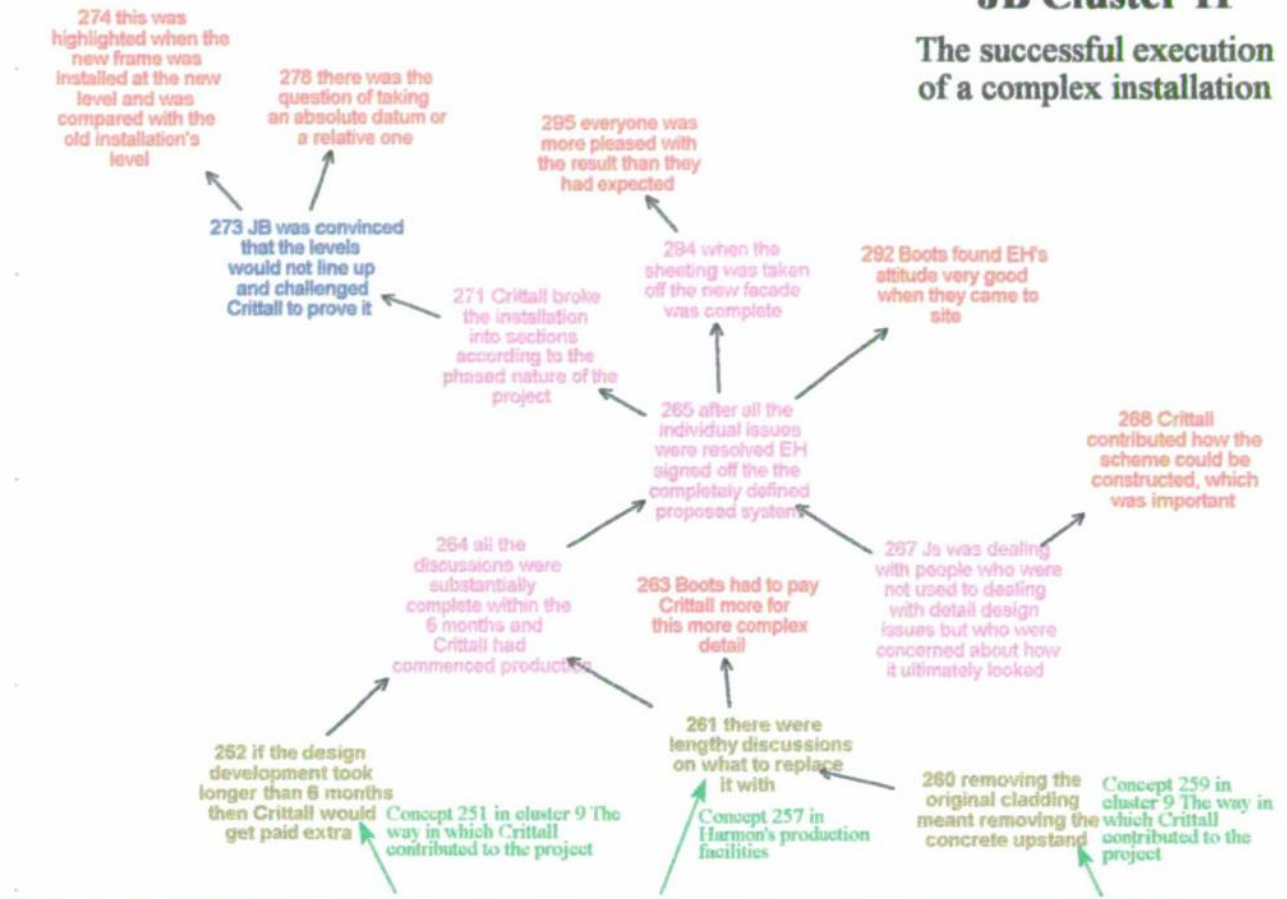 JB Cluster 11
The successful execution
of a complex installation
274 this was
highlighted when the
new frame was
installed at the new
level and was
compared with the
old installation's
level
278 there was the
question of taking
an absolute datum or
a relative one
295 everyone was
more pleased with
the result than they
had expected
273 JB was convinced
that the levels
would not line up
and challenged
Crittall to prove it
294 when the
sheeting was taken
off the new facade
was complete
292 Boots found EH's
attitude very good
when they came to
site
271 Crittall broke
the installation
into sections
according to the
phased nature of the
project
265 after all the
individual issues
were resolved EH
signed off the the
completely defined
proposed system
268 Crittall
contributed how the
scheme could be
constructed, which
was important
264 all the
discussions were
substantially
complete within the
6 months and
Crittall had
commenced production
263 Boots had to pay
Crittall more for
this more complex
detail
267 Js was dealing
with people who were
not used to dealing
with detail design
issues but who were
concerned about how
it ultimately looked
252 if the design
development took
longer than 6 months
then Crittall would
get paid extra
Concept 251 in cluster 9 The
way in which Crittall
contributed to the project
261 there were
lengthy discussions
on what to replace
it with
Concept 257 in
Harmon's production
facilities
260 removing the
original cladding
meant removing the
concrete upstand
Concept 259 in
cluster 9 The way in
which Crittall
contributed to the
project